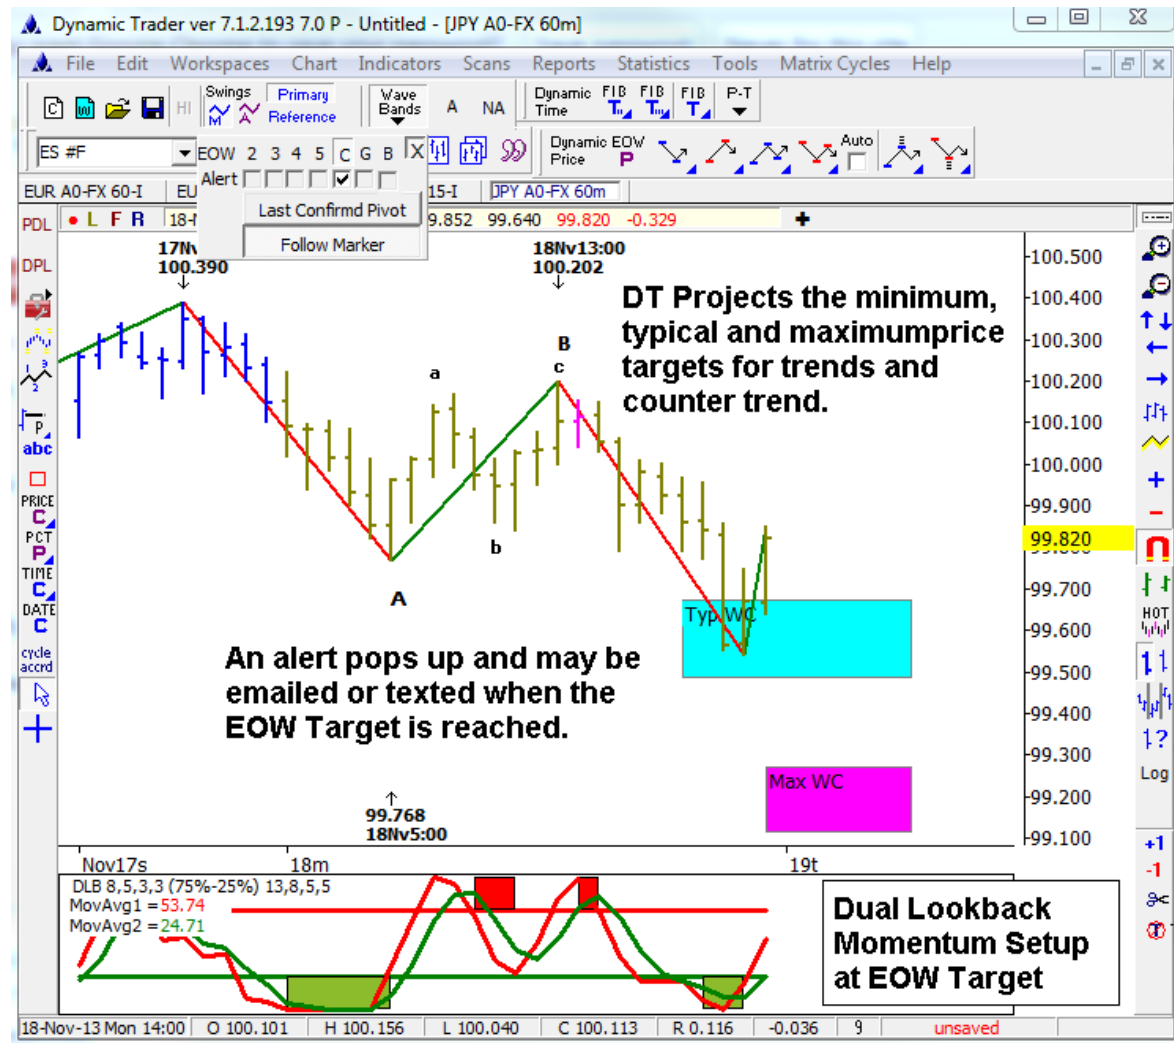 Dynamic Trader ver 7.1.2.193 7.0 P - Untitled - [JPY A0-FX 60m]
File Edit Workspaces Chart Indicators Scans Reports Statistics Tools Matrix Cycles Help
HI Swings M A Primary Reference Wave Bands A NA Dynamic Time FIB FIB FIB T P-T
ES #F EOW 2 3 4 5 C G B X Dynamic Price EOW P Auto
Alert
EUR A0-FX 60-I EU 15-I JPY A0-FX 60m
Last Confirmd Pivot
Follow Marker
PDL L F R 18-N 9.852 99.640 99.820 -0.329
DPL
17Nv
100.390
18Nv13:00
100.202
DT Projects the minimum,
typical and maximumprice
targets for trends and
counter trend.
B
c
a
b
A
An alert pops up and may be
emailed or texted when the
EOW Target is reached.
Typ WC
Max WC
99.768
18Nv5:00
100.500
100.400
100.300
100.200
100.100
100.000
99.900
99.820
99.700
99.600
99.500
99.400
99.300
99.200
99.100
P
abc
PRICE
C
PCT
P
TIME
C
DATE
C
cycle
accrd
HOT
1?
Log
+1
-1
Nov17s 18m 19t
DLB 8,5,3,3 (75%-25%) 13,8,5,5
MovAvg1 =53.74
MovAvg2 =24.71
Dual Lookback
Momentum Setup
at EOW Target
18-Nov-13 Mon 14:00 O 100.101 H 100.156 L 100.040 C 100.113 R 0.116 -0.036 9 unsaved